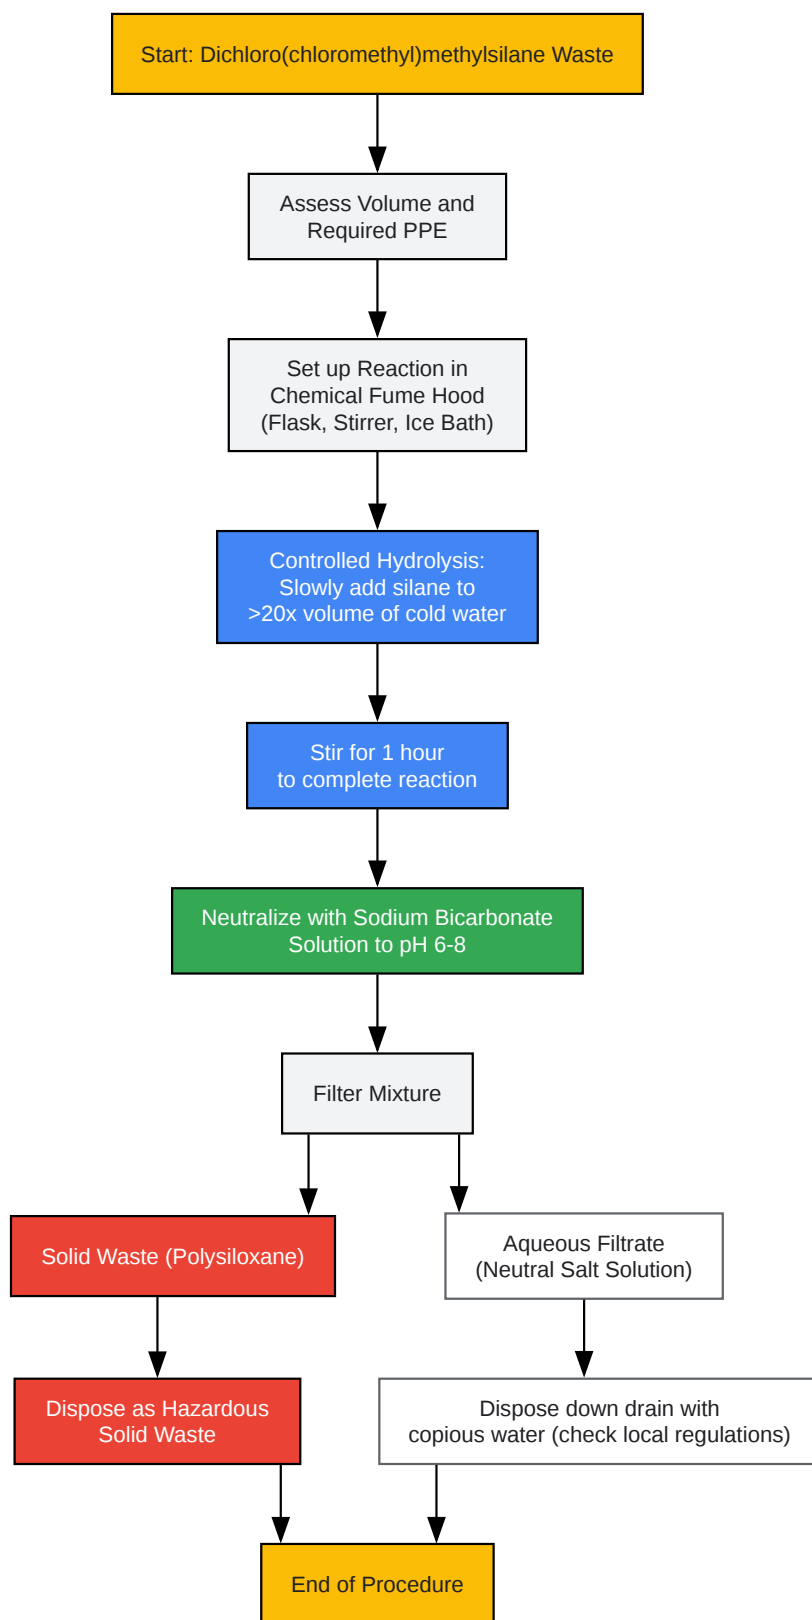 Start: Dichloro(chloromethyl)methylsilane Waste
Assess Volume and
Required PPE
Set up Reaction in
Chemical Fume Hood
(Flask, Stirrer, Ice Bath)
Controlled Hydrolysis:
Slowly add silane to
>20x volume of cold water
Stir for 1 hour
to complete reaction
Neutralize with Sodium Bicarbonate
Solution to pH 6-8
Filter Mixture
Solid Waste (Polysiloxane)
Aqueous Filtrate
(Neutral Salt Solution)
Dispose as Hazardous
Solid Waste
Dispose down drain with
copious water (check local regulations)
End of Procedure